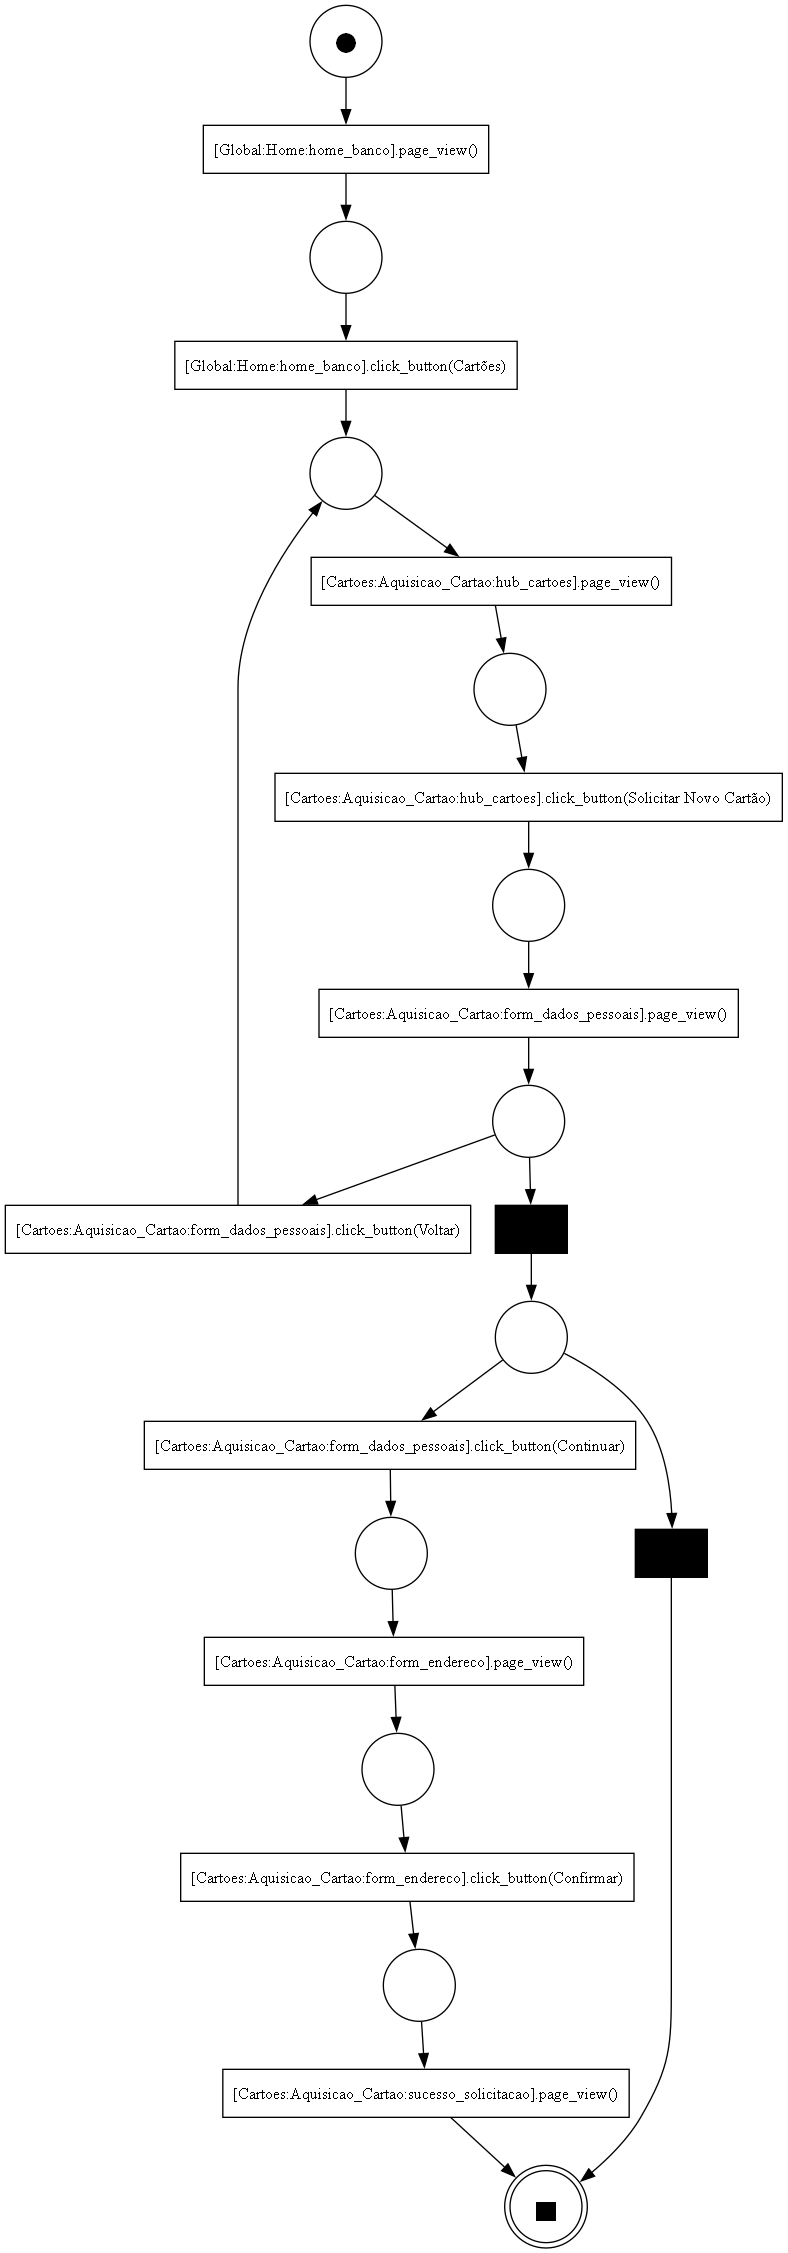 [Global:Home:home_banco].page_view()
[Global:Home:home_banco].click_button(Cartões)
[Cartoes:Aquisicao_Cartao:hub_cartoes].page_view()
[Cartoes:Aquisicao_Cartao:hub_cartoes].click_button(Solicitar Novo Cartão)
[Cartoes:Aquisicao_Cartao:form_dados_pessoais].page_view()
[Cartoes:Aquisicao_Cartao:form_dados_pessoais].click_button(Voltar)
[Cartoes:Aquisicao_Cartao:form_dados_pessoais].click_button(Continuar)
[Cartoes:Aquisicao_Cartao:form_endereco].page_view()
[Cartoes:Aquisicao_Cartao:form_endereco].click_button(Confirmar)
[Cartoes:Aquisicao_Cartao:sucesso_solicitacao].page_view()